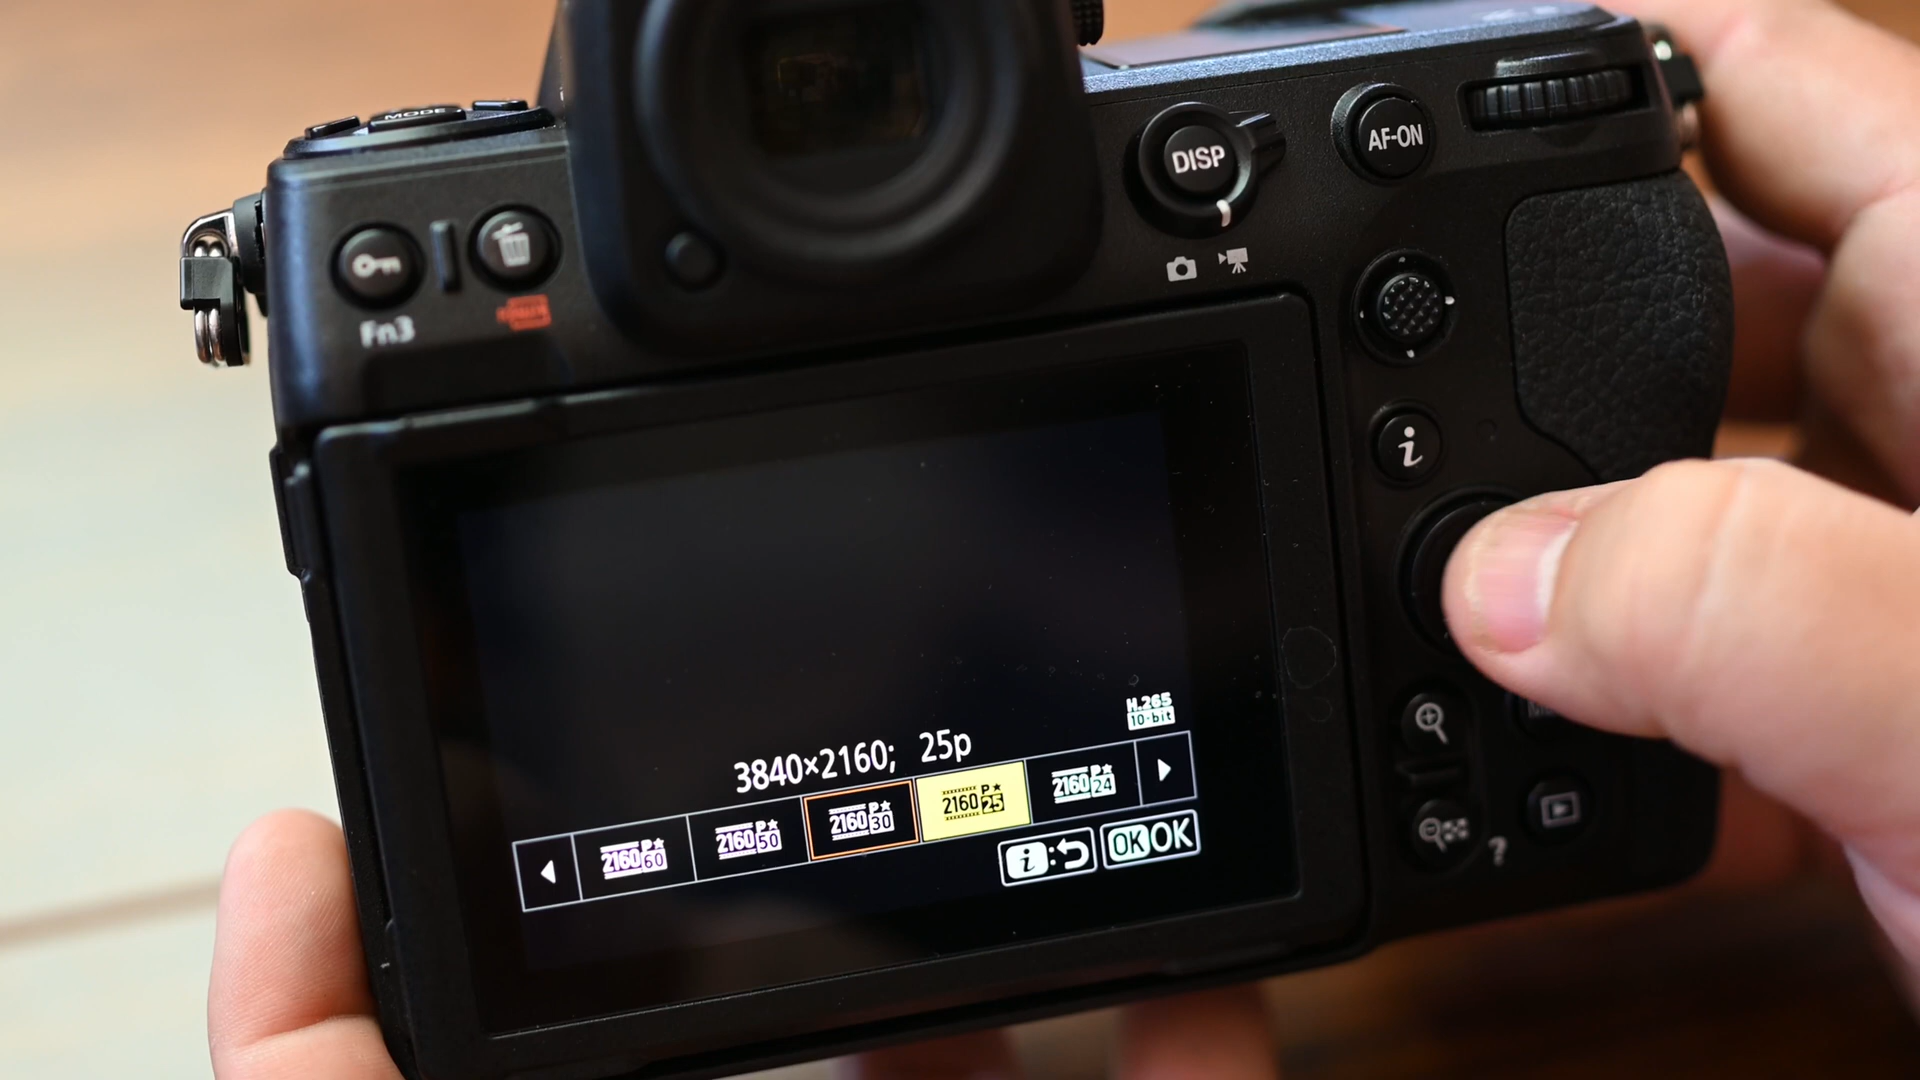 MODE
DISP
AF-ON
Fn3
i
H.265
10-bit
3840×2160; 25p
2160 P★ 60
2160 P★ 50
2160 P★ 30
2160 P★ 25
2160 P★ 24
i:
OK OK
?